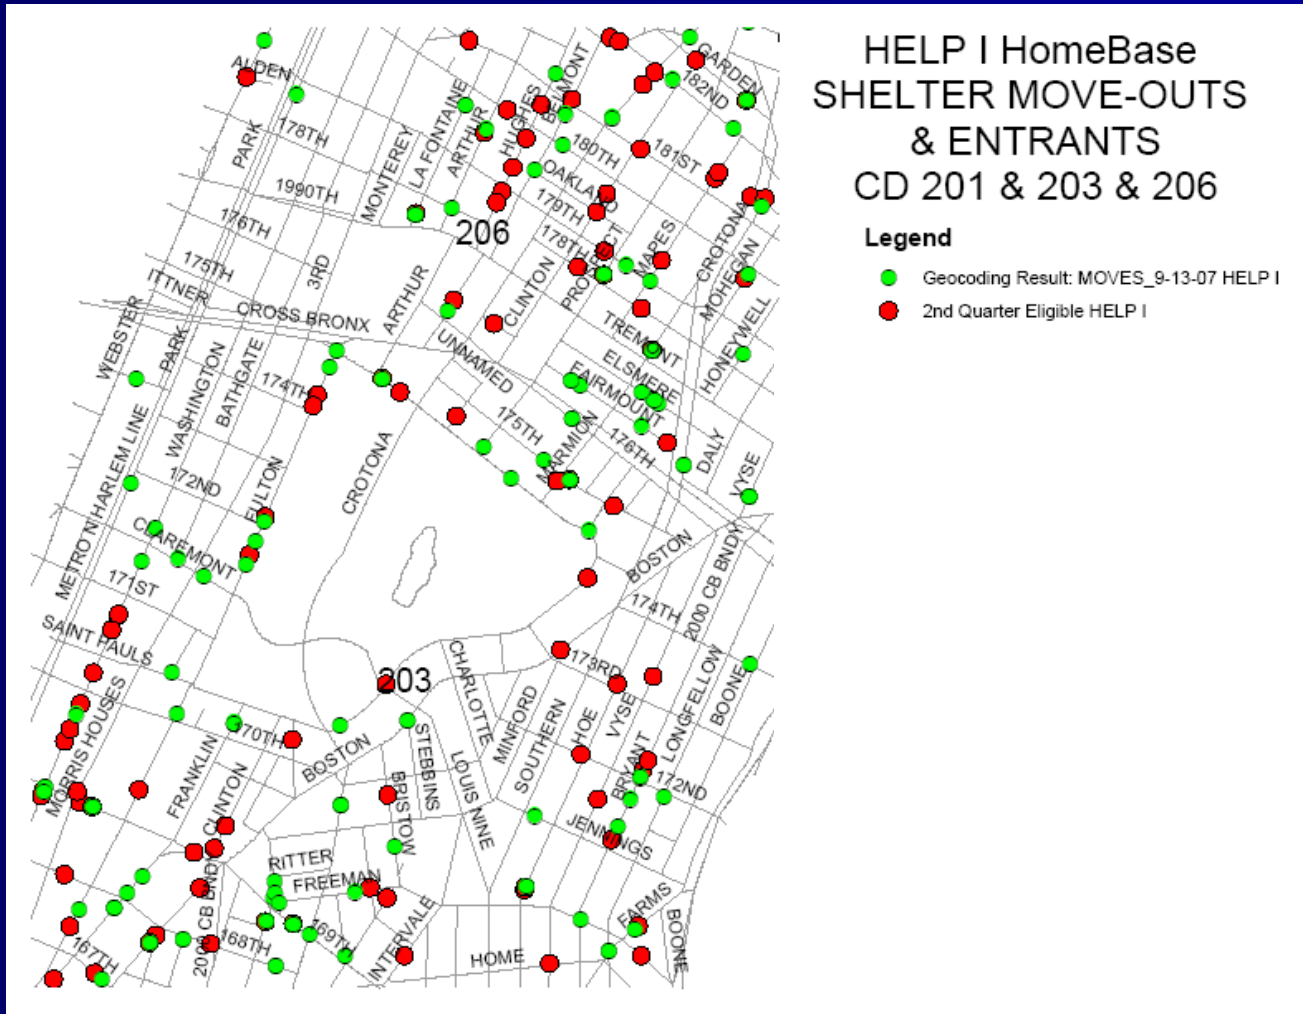 HELP I HomeBase
SHELTER MOVE-OUTS
& ENTRANTS
CD 201 & 203 & 206
Legend
Geocoding Result: MOVES_9-13-07 HELP I
2nd Quarter Eligible HELP I
ALDEN
GARDEN
182ND
BELMONT
HUGHES
LA FONTAINE
ARTHUR
PARK
178TH
MONTEREY
180TH
181ST
OAKLAND
1990TH
179TH
176TH
206
178TH
PROSPECT
MAPES
CROTONA
MOHEGAN
175TH
ITTNER
3RD
ARTHUR
CLINTON
HONEYWELL
CROSS BRONX
WEBSTER
PARK
WASHINGTON
BATHGATE
UNNAMED
TREMONT
ELSMERE
FAIRMOUNT
174TH
175TH
MARMION
176TH
DALY
VYSE
METRO N HARLEM LINE
172ND
FULTON
CROTONA
CLAREMONT
BOSTON
2000 CB BNDY
171ST
174TH
SAINT PAULS
203
CHARLOTTE
173RD
LONGFELLOW
BOONE
MORRIS HOUSES
170TH
BOSTON
STEBBINS
MINFORD
SOUTHERN
HOE
VYSE
FRANKLIN
CLINTON
BRISTOW
LOUIS NINE
BRYANT
172ND
JENNINGS
RITTER
FREEMAN
2000 CB BNDY
168TH
169TH
INTERVALE
FARMS
BOONE
167TH
HOME